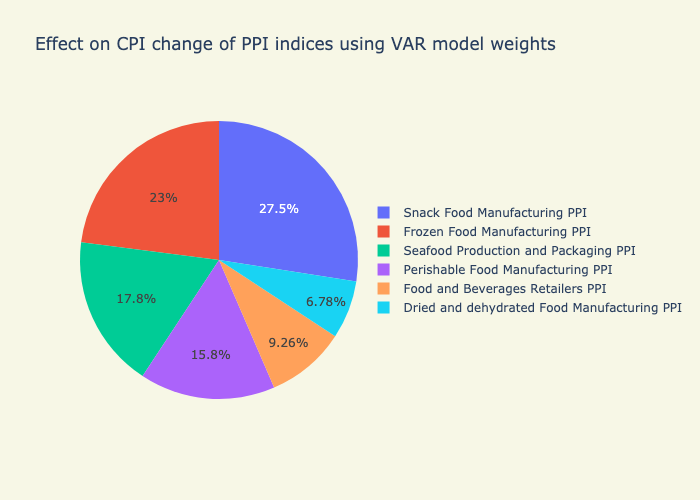 Effect on CPI change of PPI indices using VAR model weights
27.5%
23%
17.8%
15.8%
9.26%
6.78%
Snack Food Manufacturing PPI
Frozen Food Manufacturing PPI
Seafood Production and Packaging PPI
Perishable Food Manufacturing PPI
Food and Beverages Retailers PPI
Dried and dehydrated Food Manufacturing PPI